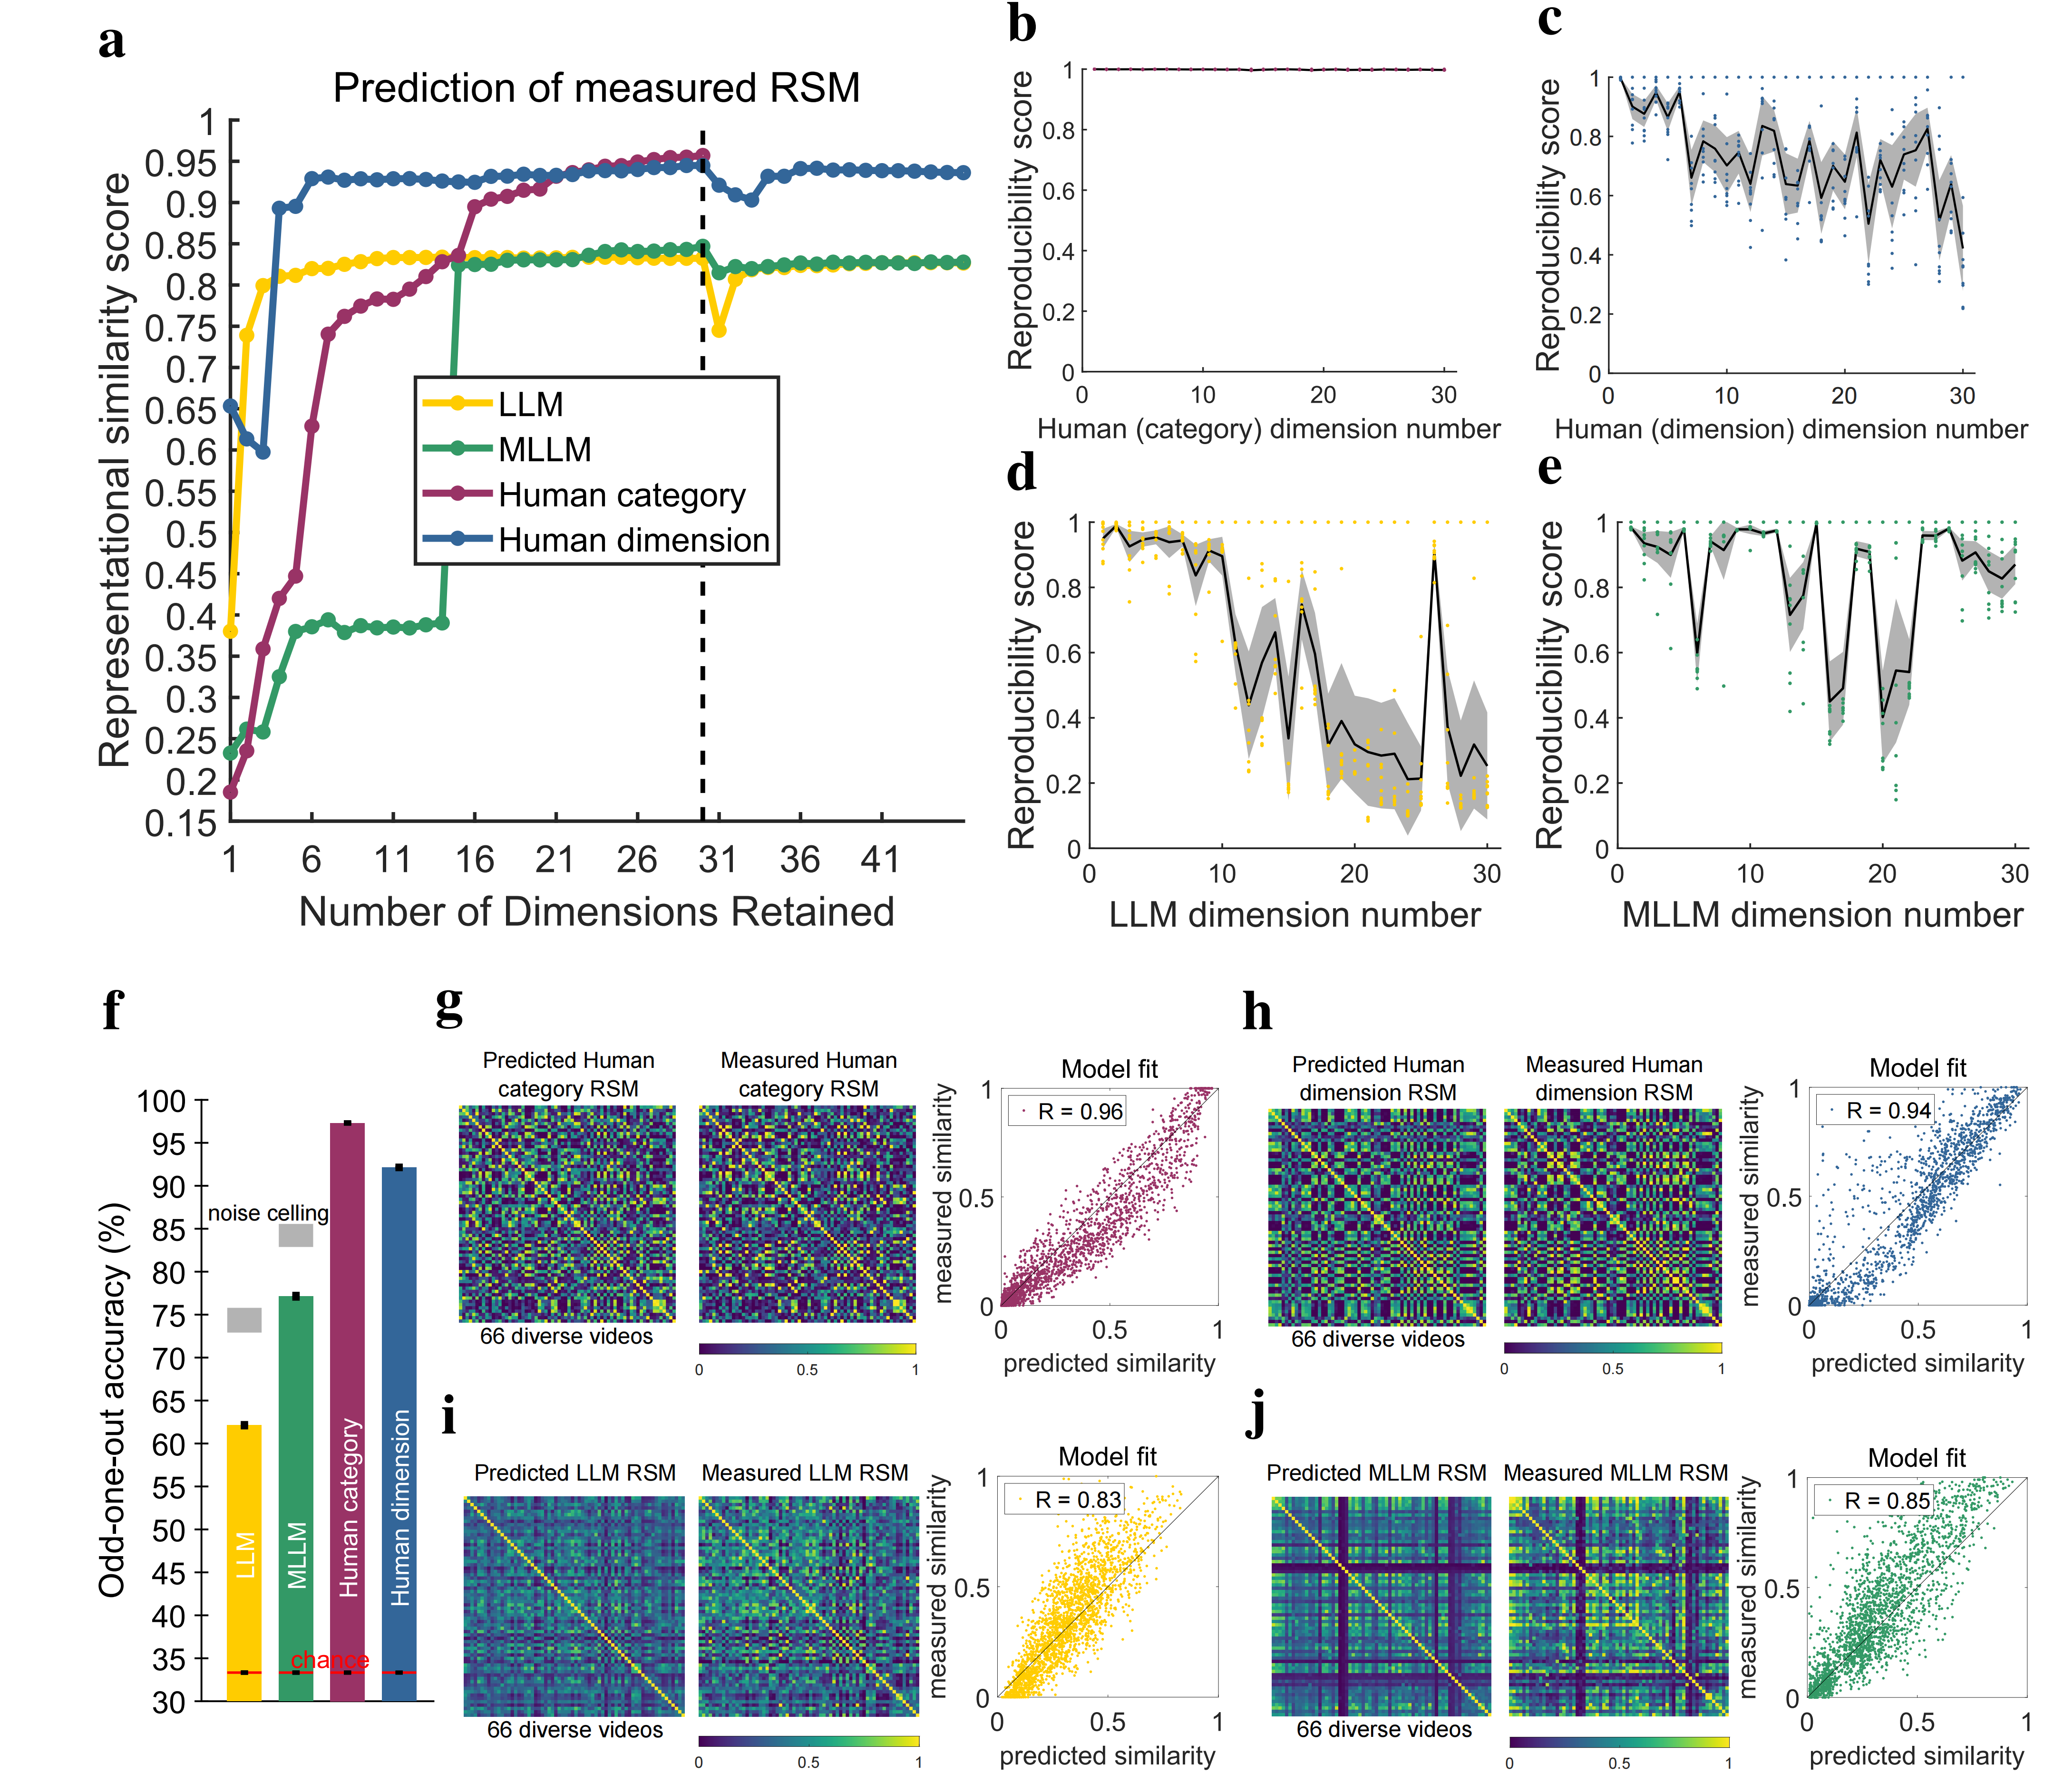 a
Prediction of measured RSM
1
0.95
0.9
0.85
0.8
0.75
0.7
0.65
0.6
0.55
0.5
0.45
0.4
0.35
0.3
0.25
0.2
0.15
Representational similarity score
LLM
MLLM
Human category
Human dimension
1 6 11 16 21 26 31 36 41
Number of Dimensions Retained
b
Reproducibility score
1
0.8
0.6
0.4
0.2
0
0 10 20 30
Human (category) dimension number
c
Reproducibility score
1
0.8
0.6
0.4
0.2
0
0 10 20 30
Human (dimension) dimension number
d
Reproducibility score
1
0.8
0.6
0.4
0.2
0
0 10 20 30
LLM dimension number
e
Reproducibility score
1
0.8
0.6
0.4
0.2
0
0 10 20 30
MLLM dimension number
f
Odd-one-out accuracy (%)
100
95
90
85
80
75
70
65
60
55
50
45
40
35
30
noise celling
chance
LLM
MLLM
Human category
Human dimension
g
Predicted Human
category RSM
66 diverse videos
Measured Human
category RSM
0 0.5 1
Model fit
R = 0.96
measured similarity
1
0.5
0
0 0.5 1
predicted similarity
h
Predicted Human
dimension RSM
66 diverse videos
Measured Human
dimension RSM
0 0.5 1
Model fit
R = 0.94
measured similarity
1
0.5
0
0 0.5 1
predicted similarity
i
Predicted LLM RSM
66 diverse videos
Measured LLM RSM
0 0.5 1
Model fit
R = 0.83
measured similarity
1
0.5
0
0 0.5 1
predicted similarity
j
Predicted MLLM RSM
66 diverse videos
Measured MLLM RSM
0 0.5 1
Model fit
R = 0.85
measured similarity
1
0.5
0
0 0.5 1
predicted similarity